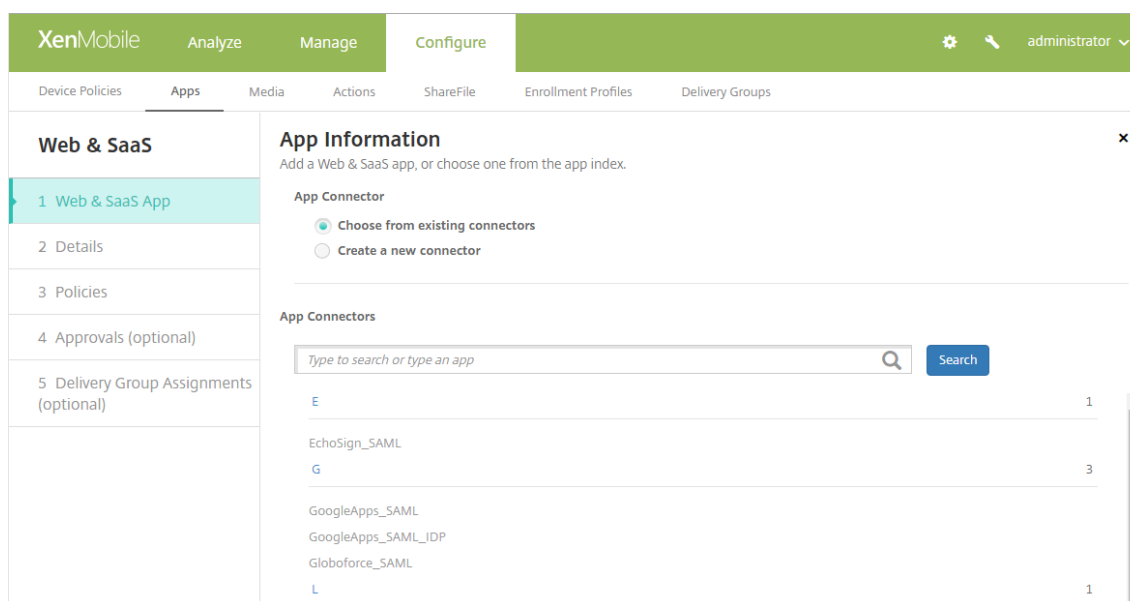 XenMobile Analyze Manage Configure administrator
Device Policies Apps Media Actions ShareFile Enrollment Profiles Delivery Groups
Web & SaaS
1 Web & SaaS App
2 Details
3 Policies
4 Approvals (optional)
5 Delivery Group Assignments
(optional)
App Information
Add a Web & SaaS app, or choose one from the app index.
App Connector
Choose from existing connectors
Create a new connector
App Connectors
Type to search or type an app Search
E 1
EchoSign_SAML
G 3
GoogleApps_SAML
GoogleApps_SAML_IDP
Globoforce_SAML
L 1